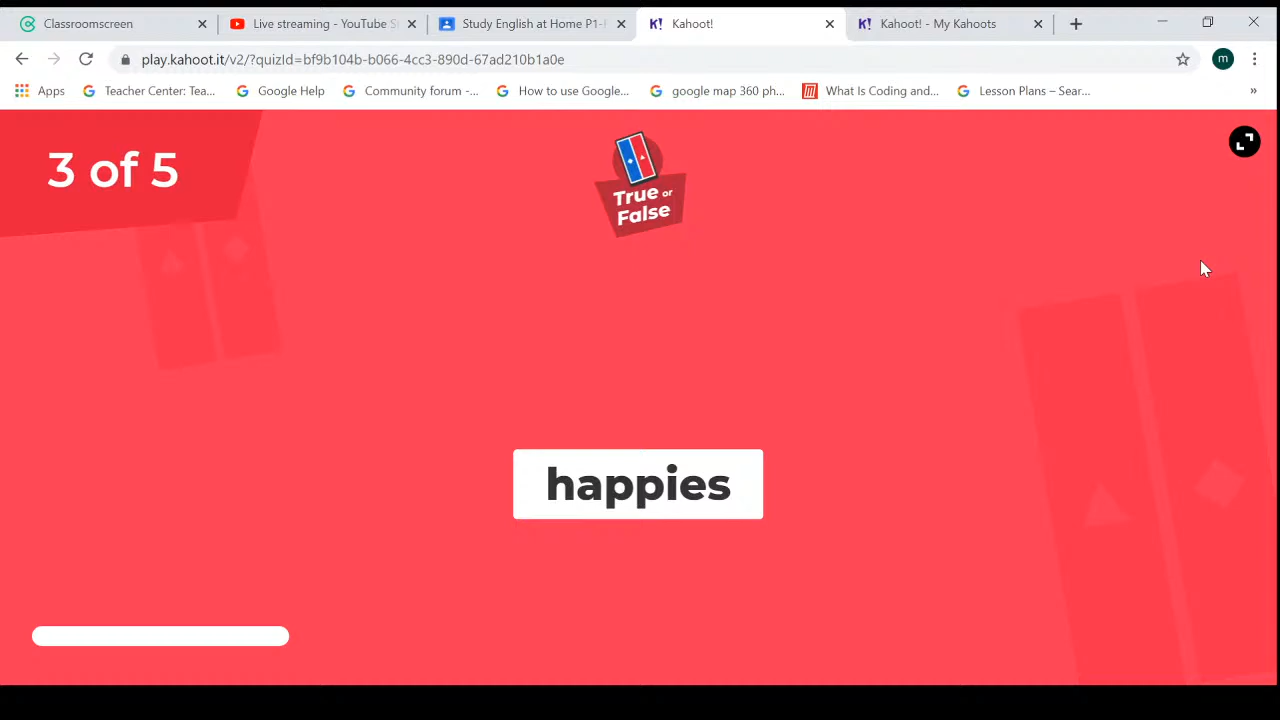 Classroomscreen
Live streaming - YouTube S
Study English at Home P1-F
Kahoot!
Kahoot! - My Kahoots
play.kahoot.it/v2/?quizId=bf9b104b-b066-4cc3-890d-67ad210b1a0e
m
Apps
Teacher Center: Tea...
Google Help
Community forum -...
How to use Google...
google map 360 ph...
What Is Coding and...
Lesson Plans – Sear...
»
3 of 5
True or
False
happies